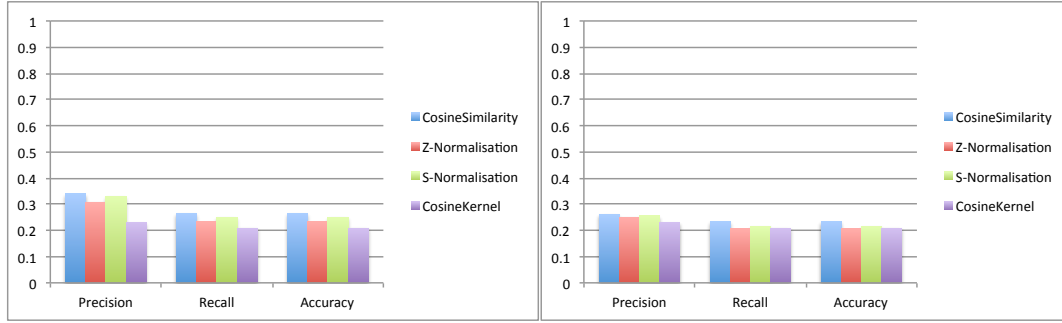 1
0.9
0.8
0.7
0.6
0.5
0.4
0.3
0.2
0.1
0
Precision Recall Accuracy
CosineSimilarity
Z-Normalisation
S-Normalisation
CosineKernel
1
0.9
0.8
0.7
0.6
0.5
0.4
0.3
0.2
0.1
0
Precision Recall Accuracy
CosineSimilarity
Z-Normalisation
S-Normalisation
CosineKernel